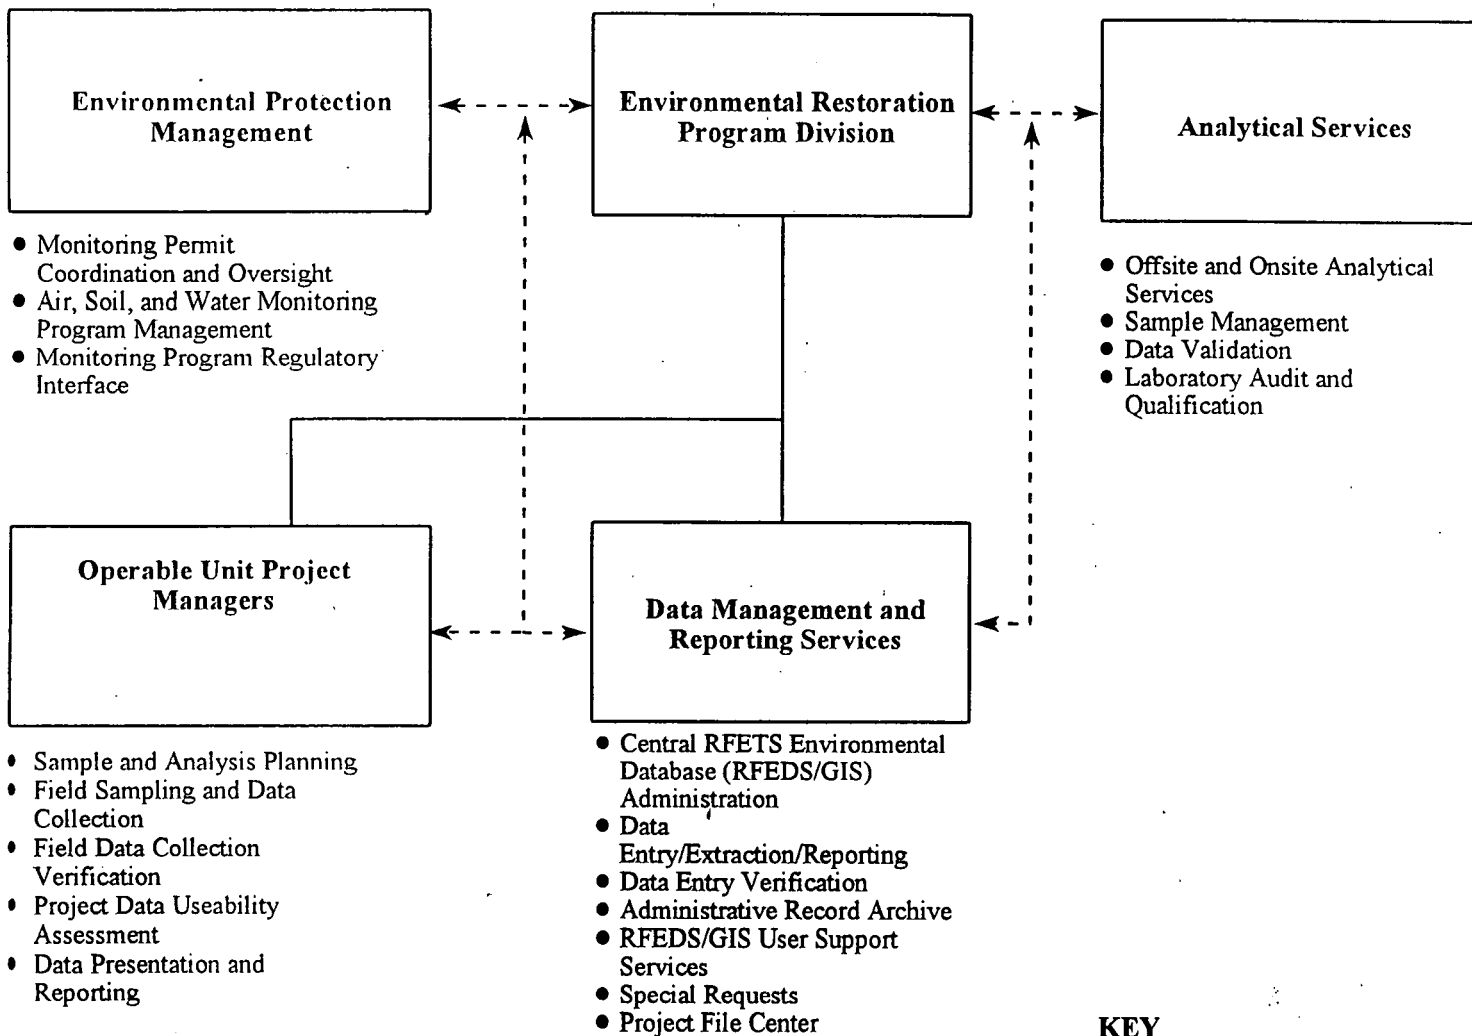 Environmental Protection
Management
Environmental Restoration
Program Division
Analytical Services
● Monitoring Permit
Coordination and Oversight
● Air, Soil, and Water Monitoring
Program Management
● Monitoring Program Regulatory
Interface
● Offsite and Onsite Analytical
Services
● Sample Management
● Data Validation
● Laboratory Audit and
Qualification
Operable Unit Project
Managers
Data Management and
Reporting Services
• Sample and Analysis Planning
• Field Sampling and Data
Collection
• Field Data Collection
Verification
• Project Data Useability
Assessment
• Data Presentation and
Reporting
● Central RFETS Environmental
Database (RFEDS/GIS)
Administration
● Data
Entry/Extraction/Reporting
● Data Entry Verification
● Administrative Record Archive
● RFEDS/GIS User Support
Services
● Special Requests
● Project File Center
KEY